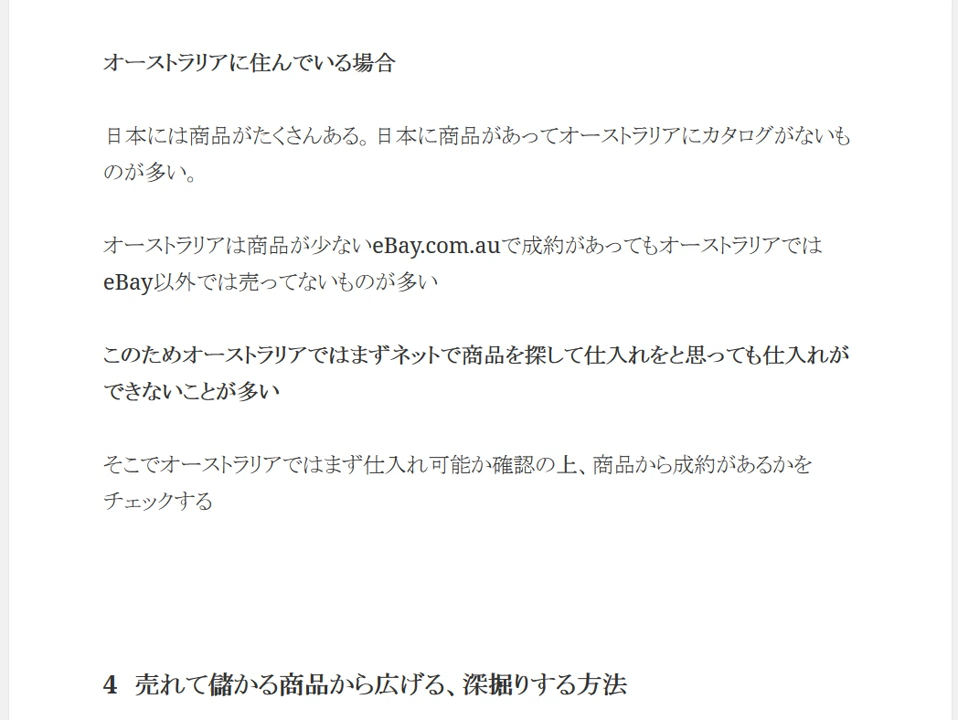 オーストラリアに住んでいる場合
日本には商品がたくさんある。日本に商品があってオーストラリアにカタログがないも
のが多い。
オーストラリアは商品が少ないeBay.com.auで成約があってもオーストラリアでは
eBay以外では売ってないものが多い
このためオーストラリアではまずネットで商品を探して仕入れをと思っても仕入れが
できないことが多い
そこでオーストラリアではまず仕入れ可能か確認の上、商品から成約があるかを
チェックする
4 売れて儲かる商品から広げる、深掘りする方法